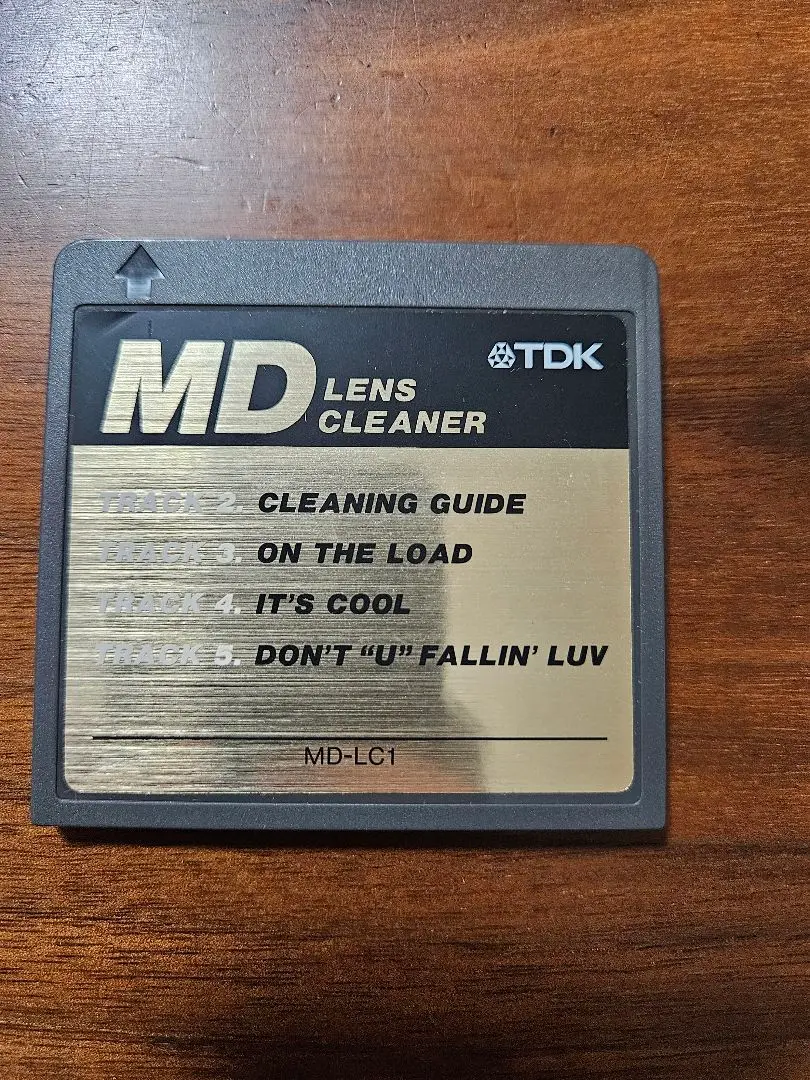 TDK
MD LENS CLEANER
TRACK 2. CLEANING GUIDE
TRACK 3. ON THE LOAD
TRACK 4. IT'S COOL
TRACK 5. DON'T "U" FALLIN' LUV
MD-LC1